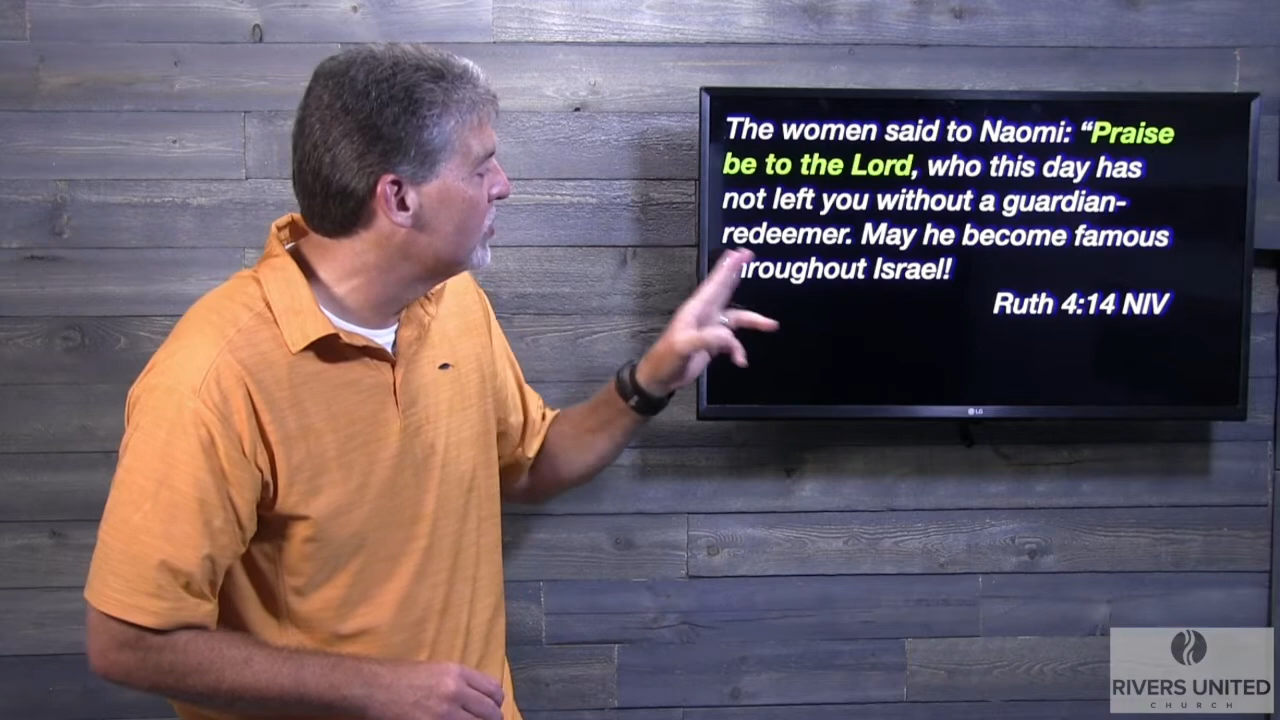 The women said to Naomi: “Praise
be to the Lord, who this day has
not left you without a guardian-
redeemer. May he become famous
throughout Israel!
Ruth 4:14 NIV
LG
RIVERS UNITED
CHURCH